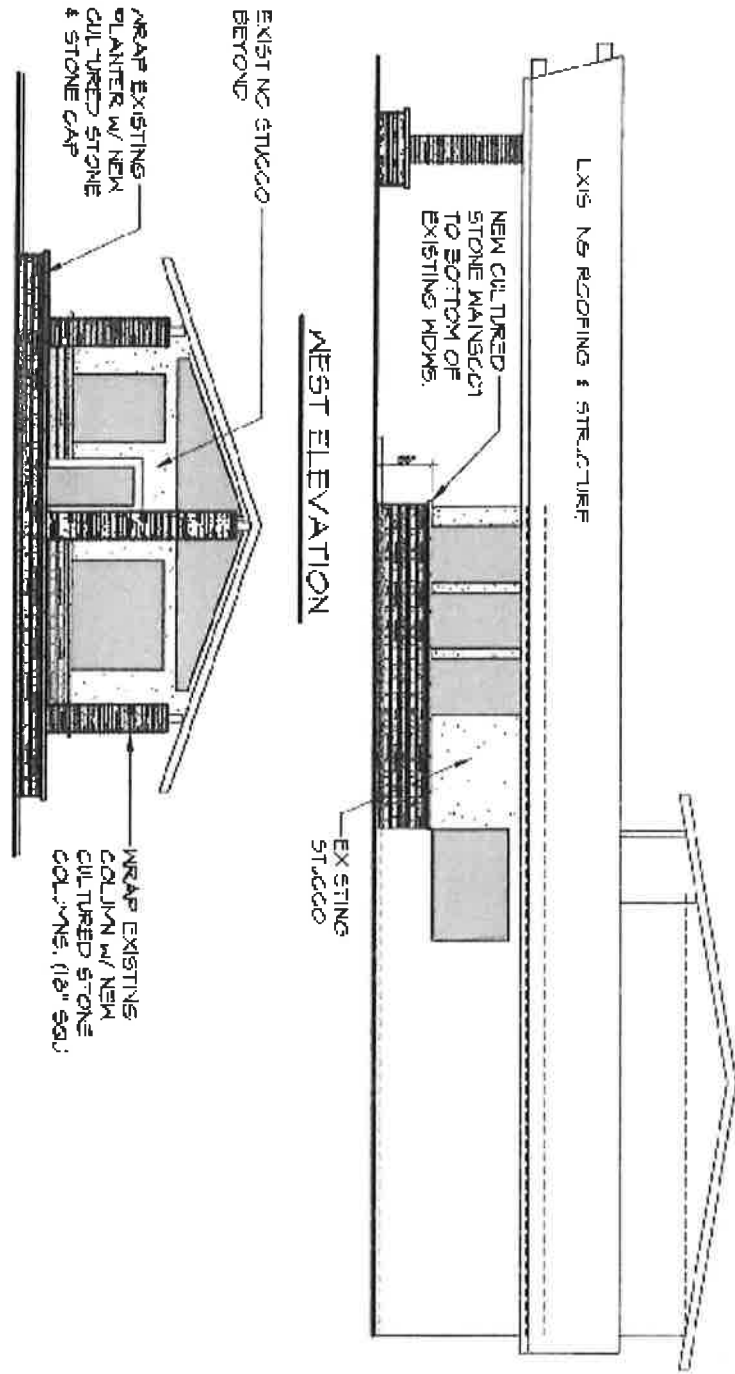 EXISTING ROOFING & STRUCTURE
NEW CULTURED
STONE WAINSCOT
TO BOTTOM OF
EXISTING WDWS.
EXISTING
STUCCO
WEST ELEVATION
EXISTING STUCCO
BEYOND
WRAP EXISTING
PLANTER W/ NEW
CULTURED STONE
& STONE CAP
WRAP EXISTING
COLUMN W/ NEW
CULTURED STONE
COLUMNS. (18" SQ.)